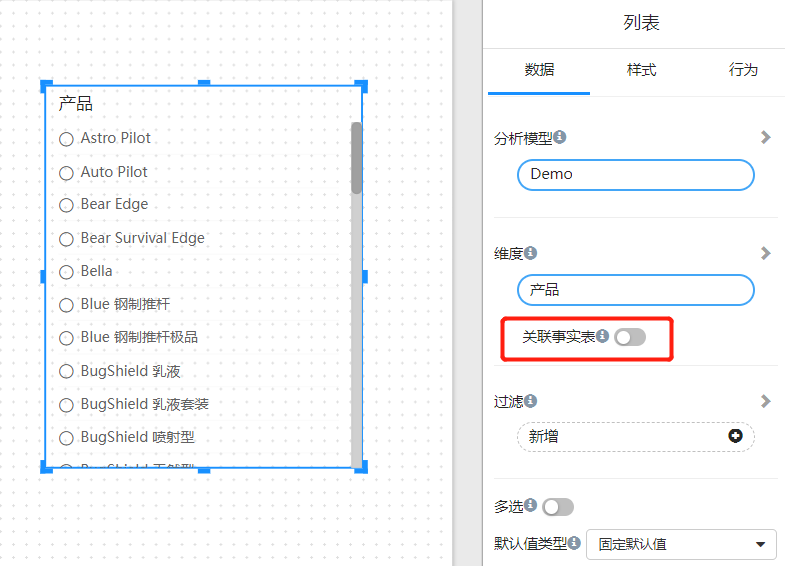 产品
Astro Pilot
Auto Pilot
Bear Edge
Bear Survival Edge
Bella
Blue 钢制推杆
Blue 钢制推杆极品
BugShield 乳液
BugShield 乳液套装
BugShield 喷射型
列表
数据 样式 行为
分析模型
Demo
维度
产品
关联事实表
过滤
新增
多选
默认值类型 固定默认值